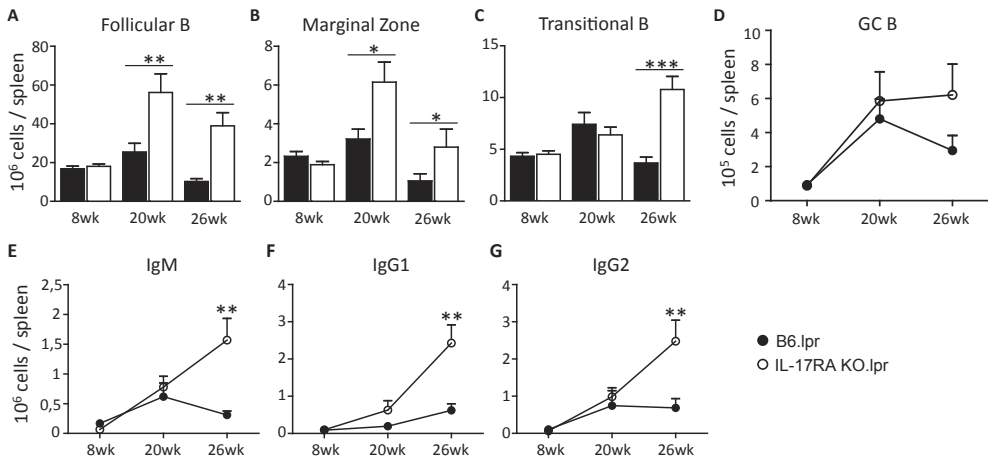 A Follicular B
10⁶ cells / spleen
80
60
40
20
0
**
**
8wk 20wk 26wk
B Marginal Zone
8
6
4
2
0
*
*
8wk 20wk 26wk
C Transitional B
15
10
5
0
***
8wk 20wk 26wk
D GC B
10⁵ cells / spleen
8
6
4
2
0
8wk 20wk 26wk
E IgM
10⁶ cells / spleen
2,5
2
1,5
1
0,5
0
**
8wk 20wk 26wk
F IgG1
4
3
2
1
0
**
8wk 20wk 26wk
G IgG2
4
3
2
1
0
**
8wk 20wk 26wk
B6.lpr
IL-17RA KO.lpr